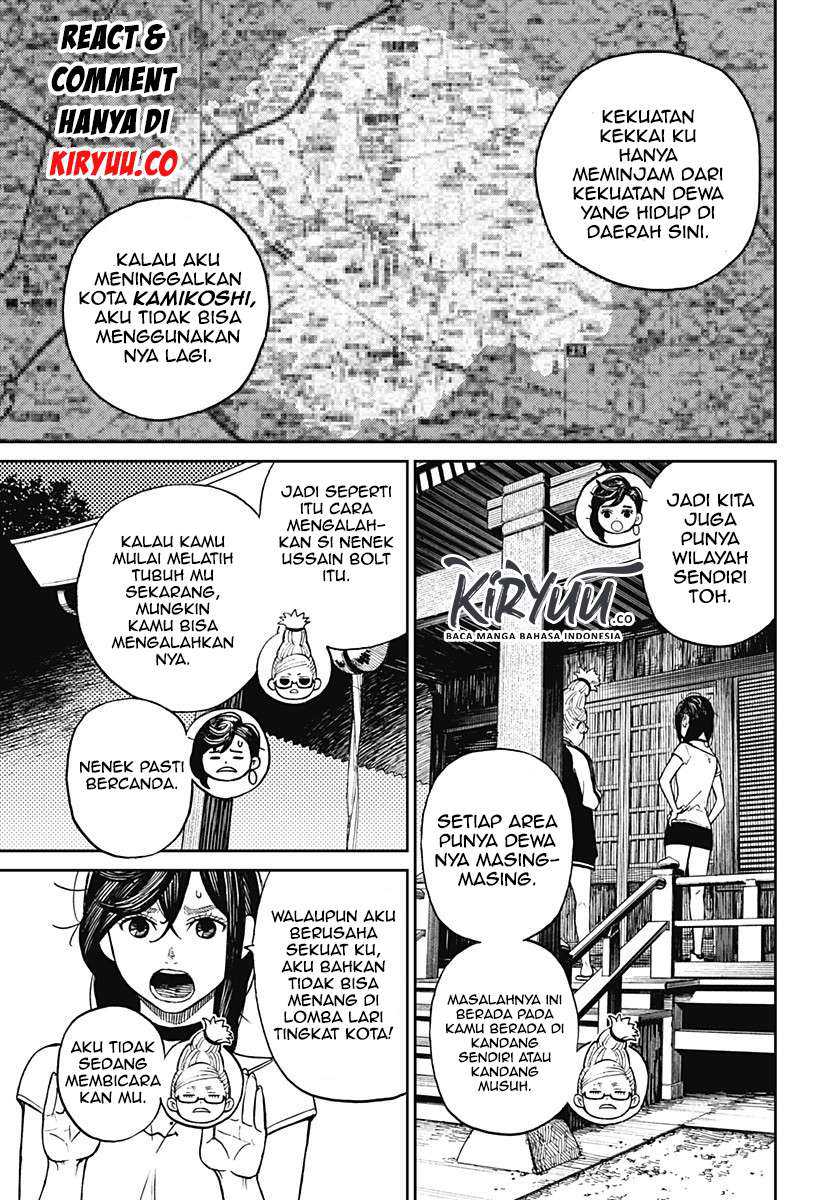 REACT &
COMMENT
HANYA DI
KIRYUU.CO
KEKUATAN
KEKKAI KU
HANYA
MEMINJAM DARI
KEKUATAN DEWA
YANG HIDUP DI
DAERAH SINI.
KALAU AKU
MENINGGALKAN
KOTA KAMIKOSHI,
AKU TIDAK BISA
MENGGUNAKAN
NYA LAGI.
JADI KITA
JUGA
PUNYA
WILAYAH
SENDIRI
TOH.
KIRYUU.CO
BACA MANGA BAHASA INDONESIA
SETIAP AREA
PUNYA DEWA
NYA MASING-
MASING.
MASALAHNYA INI
BERADA PADA
KAMU BERADA DI
KANDANG
SENDIRI ATAU
KANDANG
MUSUH.
JADI SEPERTI
ITU CARA
MENGALAH-
KAN SI NENEK
USSAIN BOLT
ITU.
KALAU KAMU
MULAI MELATIH
TUBUH MU
SEKARANG,
MUNGKIN
KAMU BISA
MENGALAHKAN
NYA.
NENEK PASTI
BERCANDA.
WALAUPUN AKU
BERUSAHA
SEKUAT KU,
AKU BAHKAN
TIDAK BISA
MENANG DI
LOMBA LARI
TINGKAT KOTA!
AKU TIDAK
SEDANG
MEMBICARA
KAN MU.